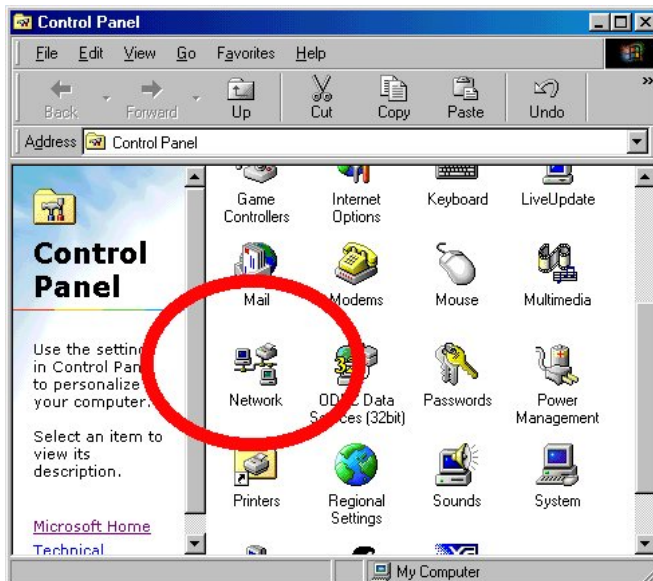 Control Panel
File Edit View Go Favorites Help
Back Forward Up Cut Copy Paste Undo »
Address Control Panel
Control
Panel
Use the setting
in Control Pan
to personalize
your computer.
Select an item to
view its
description.
Microsoft Home
Technical
Game
Controllers
Internet
Options
Keyboard
LiveUpdate
Mail
Modems
Mouse
Multimedia
Network
32
ODBC Data
Sources (32bit)
Passwords
Power
Management
Printers
Regional
Settings
Sounds
System
My Computer